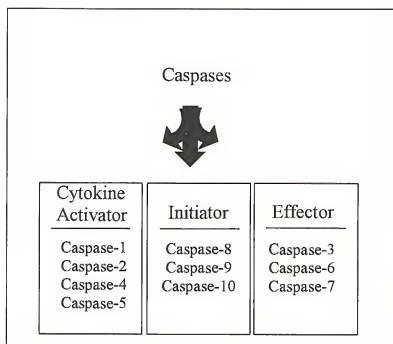 Caspases
Cytokine
Activator
Caspase-1
Caspase-2
Caspase-4
Caspase-5
Initiator
Caspase-8
Caspase-9
Caspase-10
Effector
Caspase-3
Caspase-6
Caspase-7